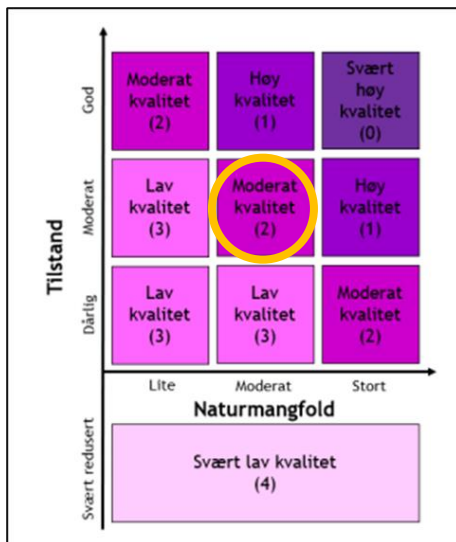 God
Moderat
kvalitet
(2)
Høy
kvalitet
(1)
Svært
høy
kvalitet
(0)
Tilstand
Moderat
Lav
kvalitet
(3)
Moderat
kvalitet
(2)
Høy
kvalitet
(1)
Dårlig
Lav
kvalitet
(3)
Lav
kvalitet
(3)
Moderat
kvalitet
(2)
Lite
Moderat
Stort
Naturmangfold
Svært redusert
Svært lav kvalitet
(4)